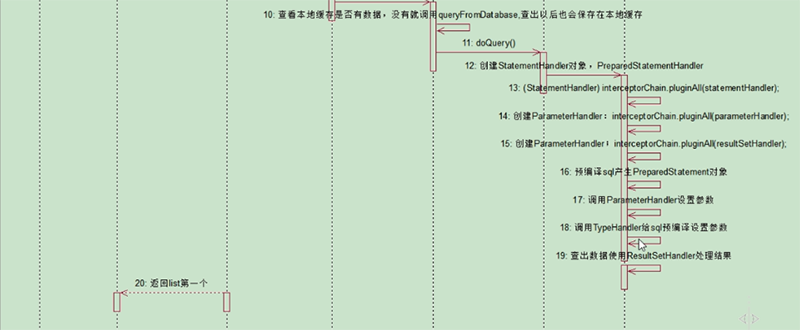 10: 查看本地缓存是否有数据，没有就调用queryFromDatabase,查出以后也会保存在本地缓存
11: doQuery()
12: 创建StatementHandler对象，PreparedStatementHandler
13: (StatementHandler) interceptorChain.pluginAll(statementHandler);
14: 创建ParameterHandler：interceptorChain.pluginAll(parameterHandler);
15: 创建ParameterHandler：interceptorChain.pluginAll(resultSetHandler);
16: 预编译sql产生PreparedStatement对象
17: 调用ParameterHandler设置参数
18: 调用TypeHandler给sql预编译设置参数
19: 查出数据使用ResultSetHandler处理结果
20: 返回list第一个